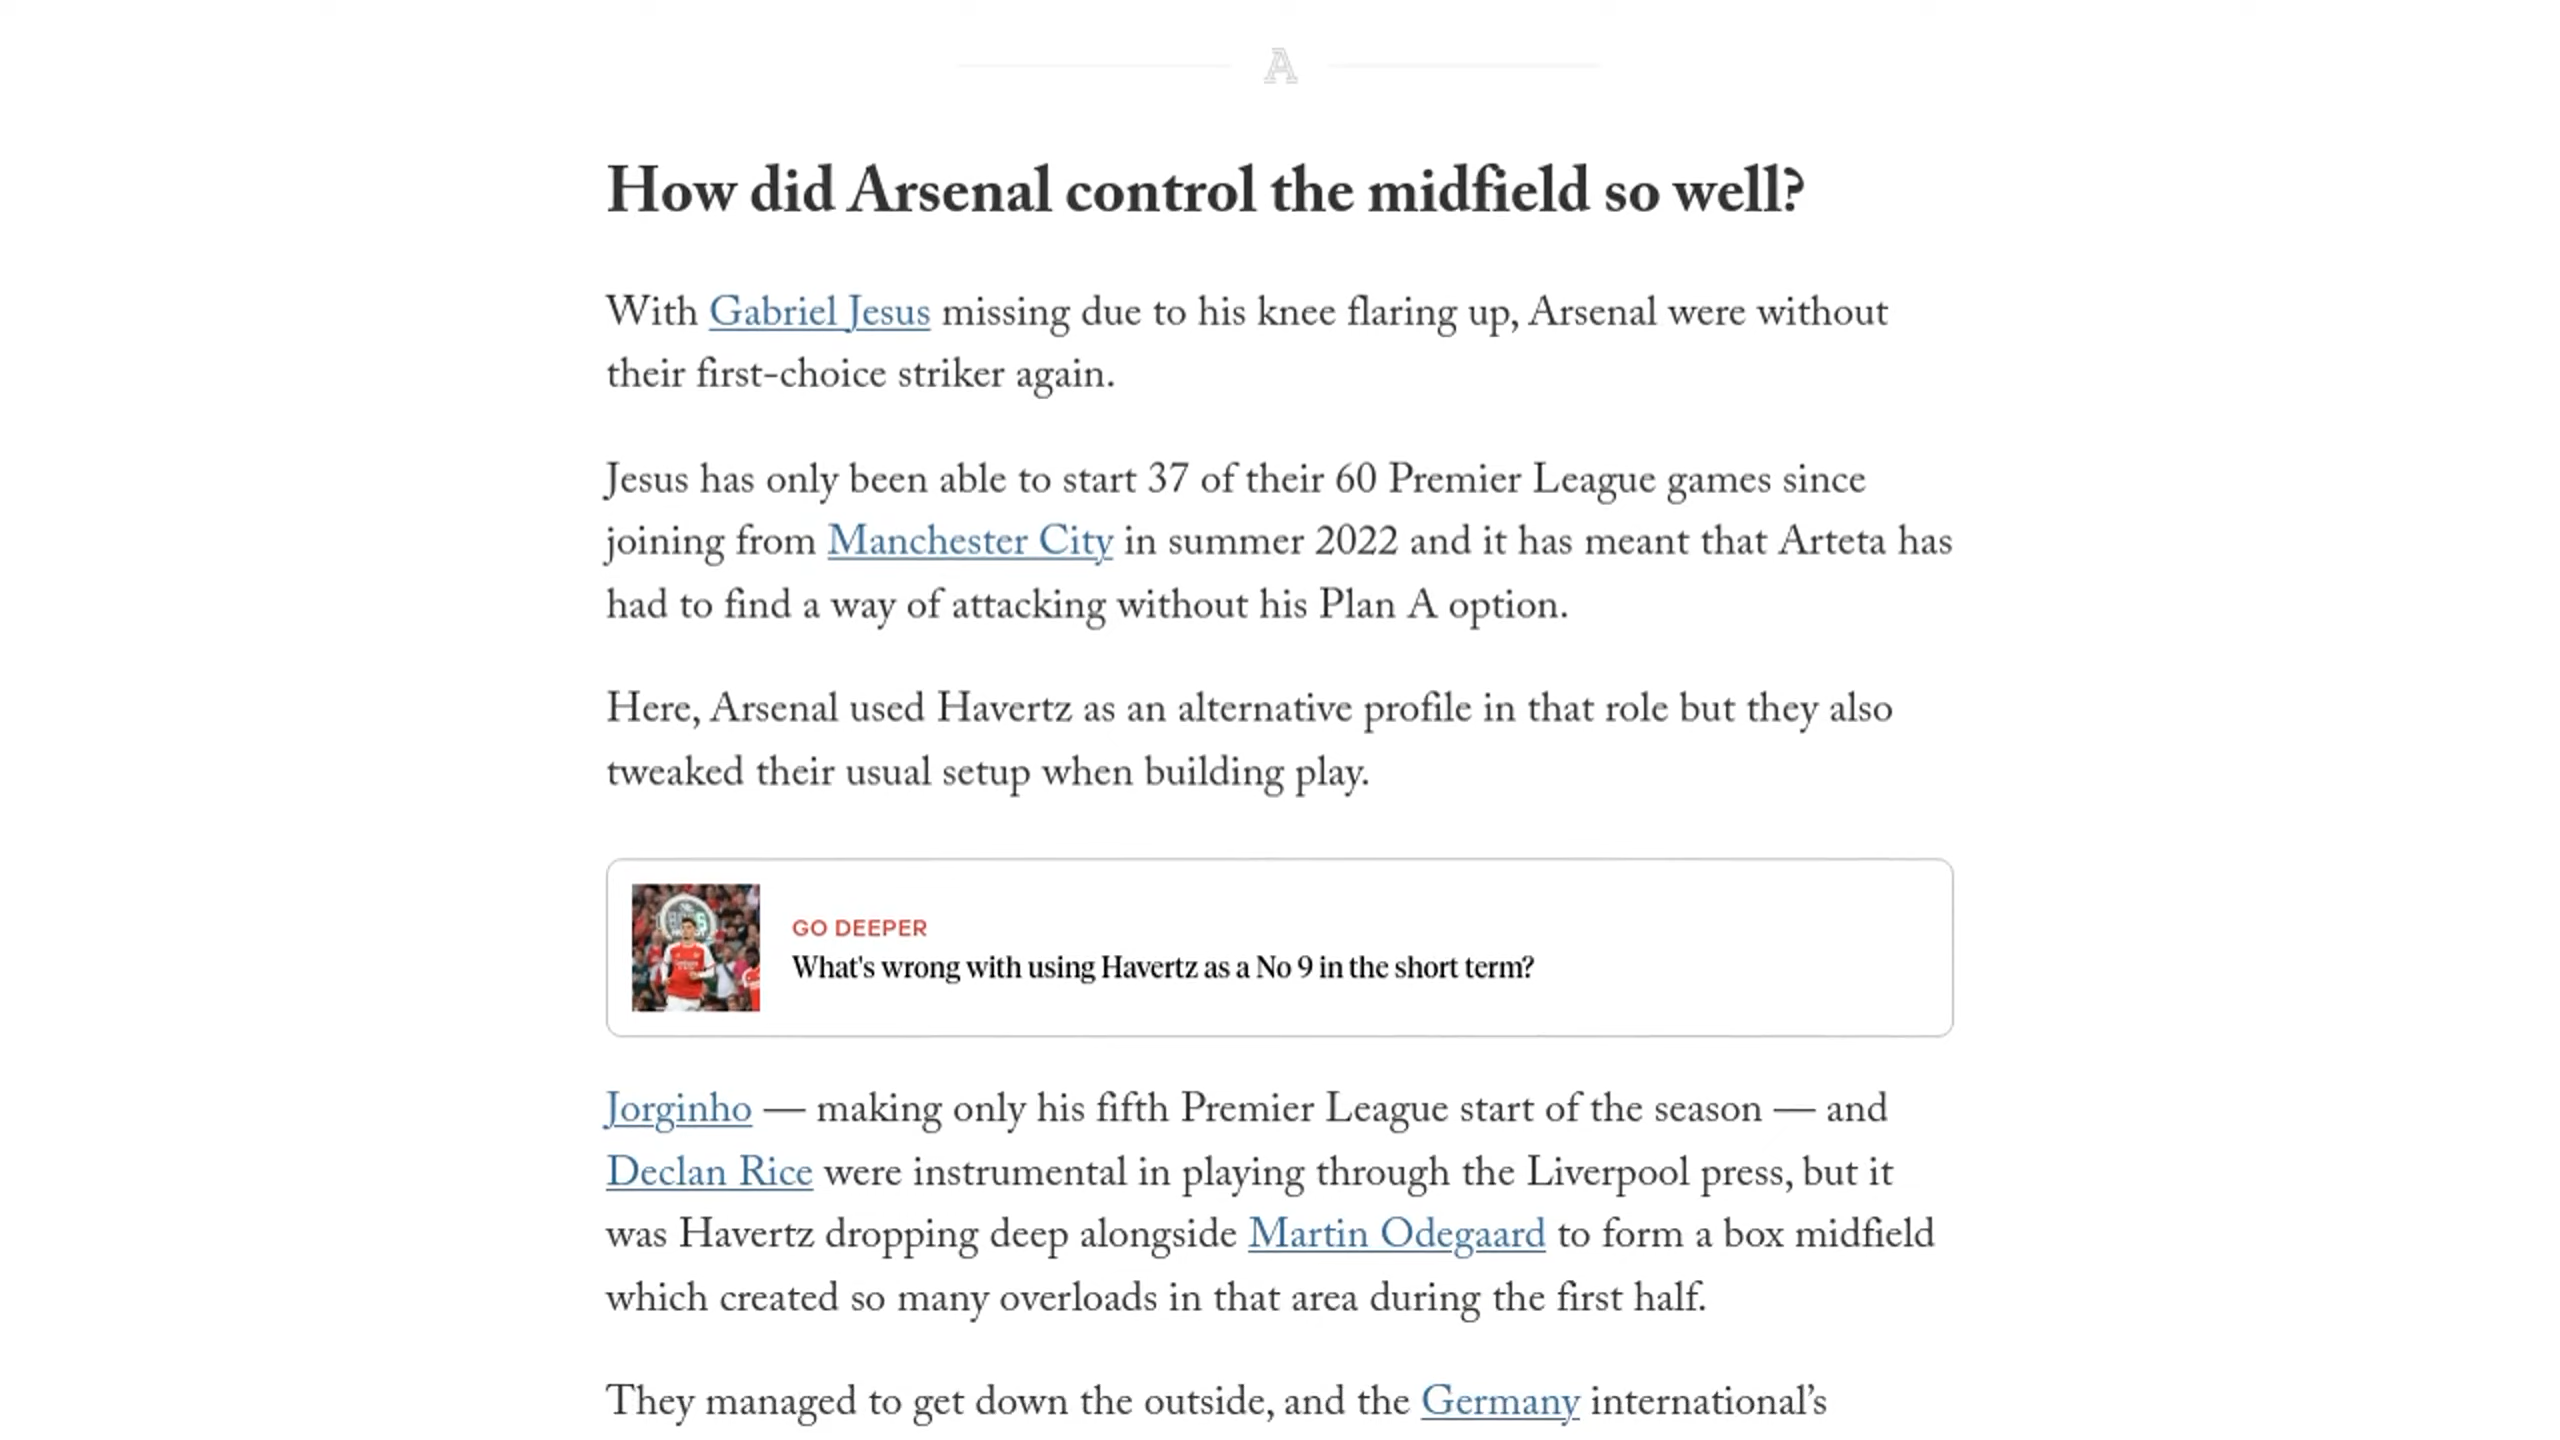 A
How did Arsenal control the midfield so well?
With Gabriel Jesus missing due to his knee flaring up, Arsenal were without
their first-choice striker again.
Jesus has only been able to start 37 of their 60 Premier League games since
joining from Manchester City in summer 2022 and it has meant that Arteta has
had to find a way of attacking without his Plan A option.
Here, Arsenal used Havertz as an alternative profile in that role but they also
tweaked their usual setup when building play.
GO DEEPER
What's wrong with using Havertz as a No 9 in the short term?
Jorginho — making only his fifth Premier League start of the season — and
Declan Rice were instrumental in playing through the Liverpool press, but it
was Havertz dropping deep alongside Martin Odegaard to form a box midfield
which created so many overloads in that area during the first half.
They managed to get down the outside, and the Germany international’s